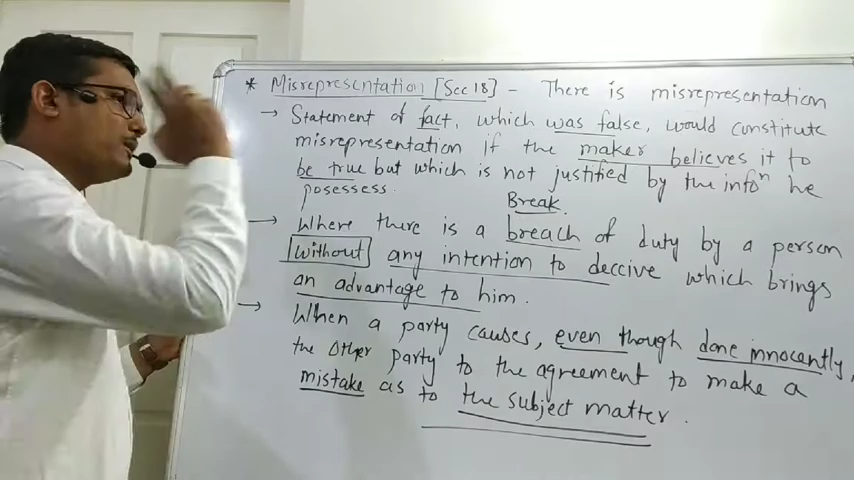 * Misrepresentation [Sec 18] - There is misrepresentation
→ Statement of fact, which was false, would constitute
misrepresentation if the maker believes it to
be true but which is not justified by the infoⁿ he
posessess.
Break.
→ Where there is a breach of duty by a person
without any intention to deccive which brings
an advantage to him.
→ When a party causes, even though done innocently,
the other party to the agreement to make a
mistake as to the subject matter.